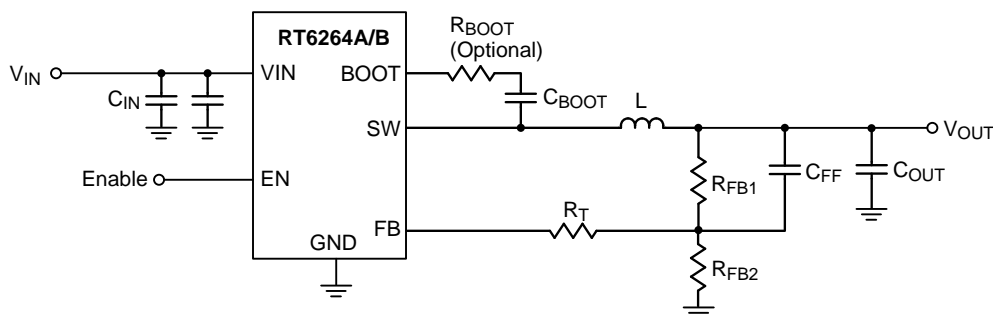 RT6264A/B
RBOOT
(Optional)
VIN
VIN
BOOT
CIN
CBOOT
SW
L
VOUT
Enable
EN
RFB1
CFF
COUT
FB
RT
GND
RFB2